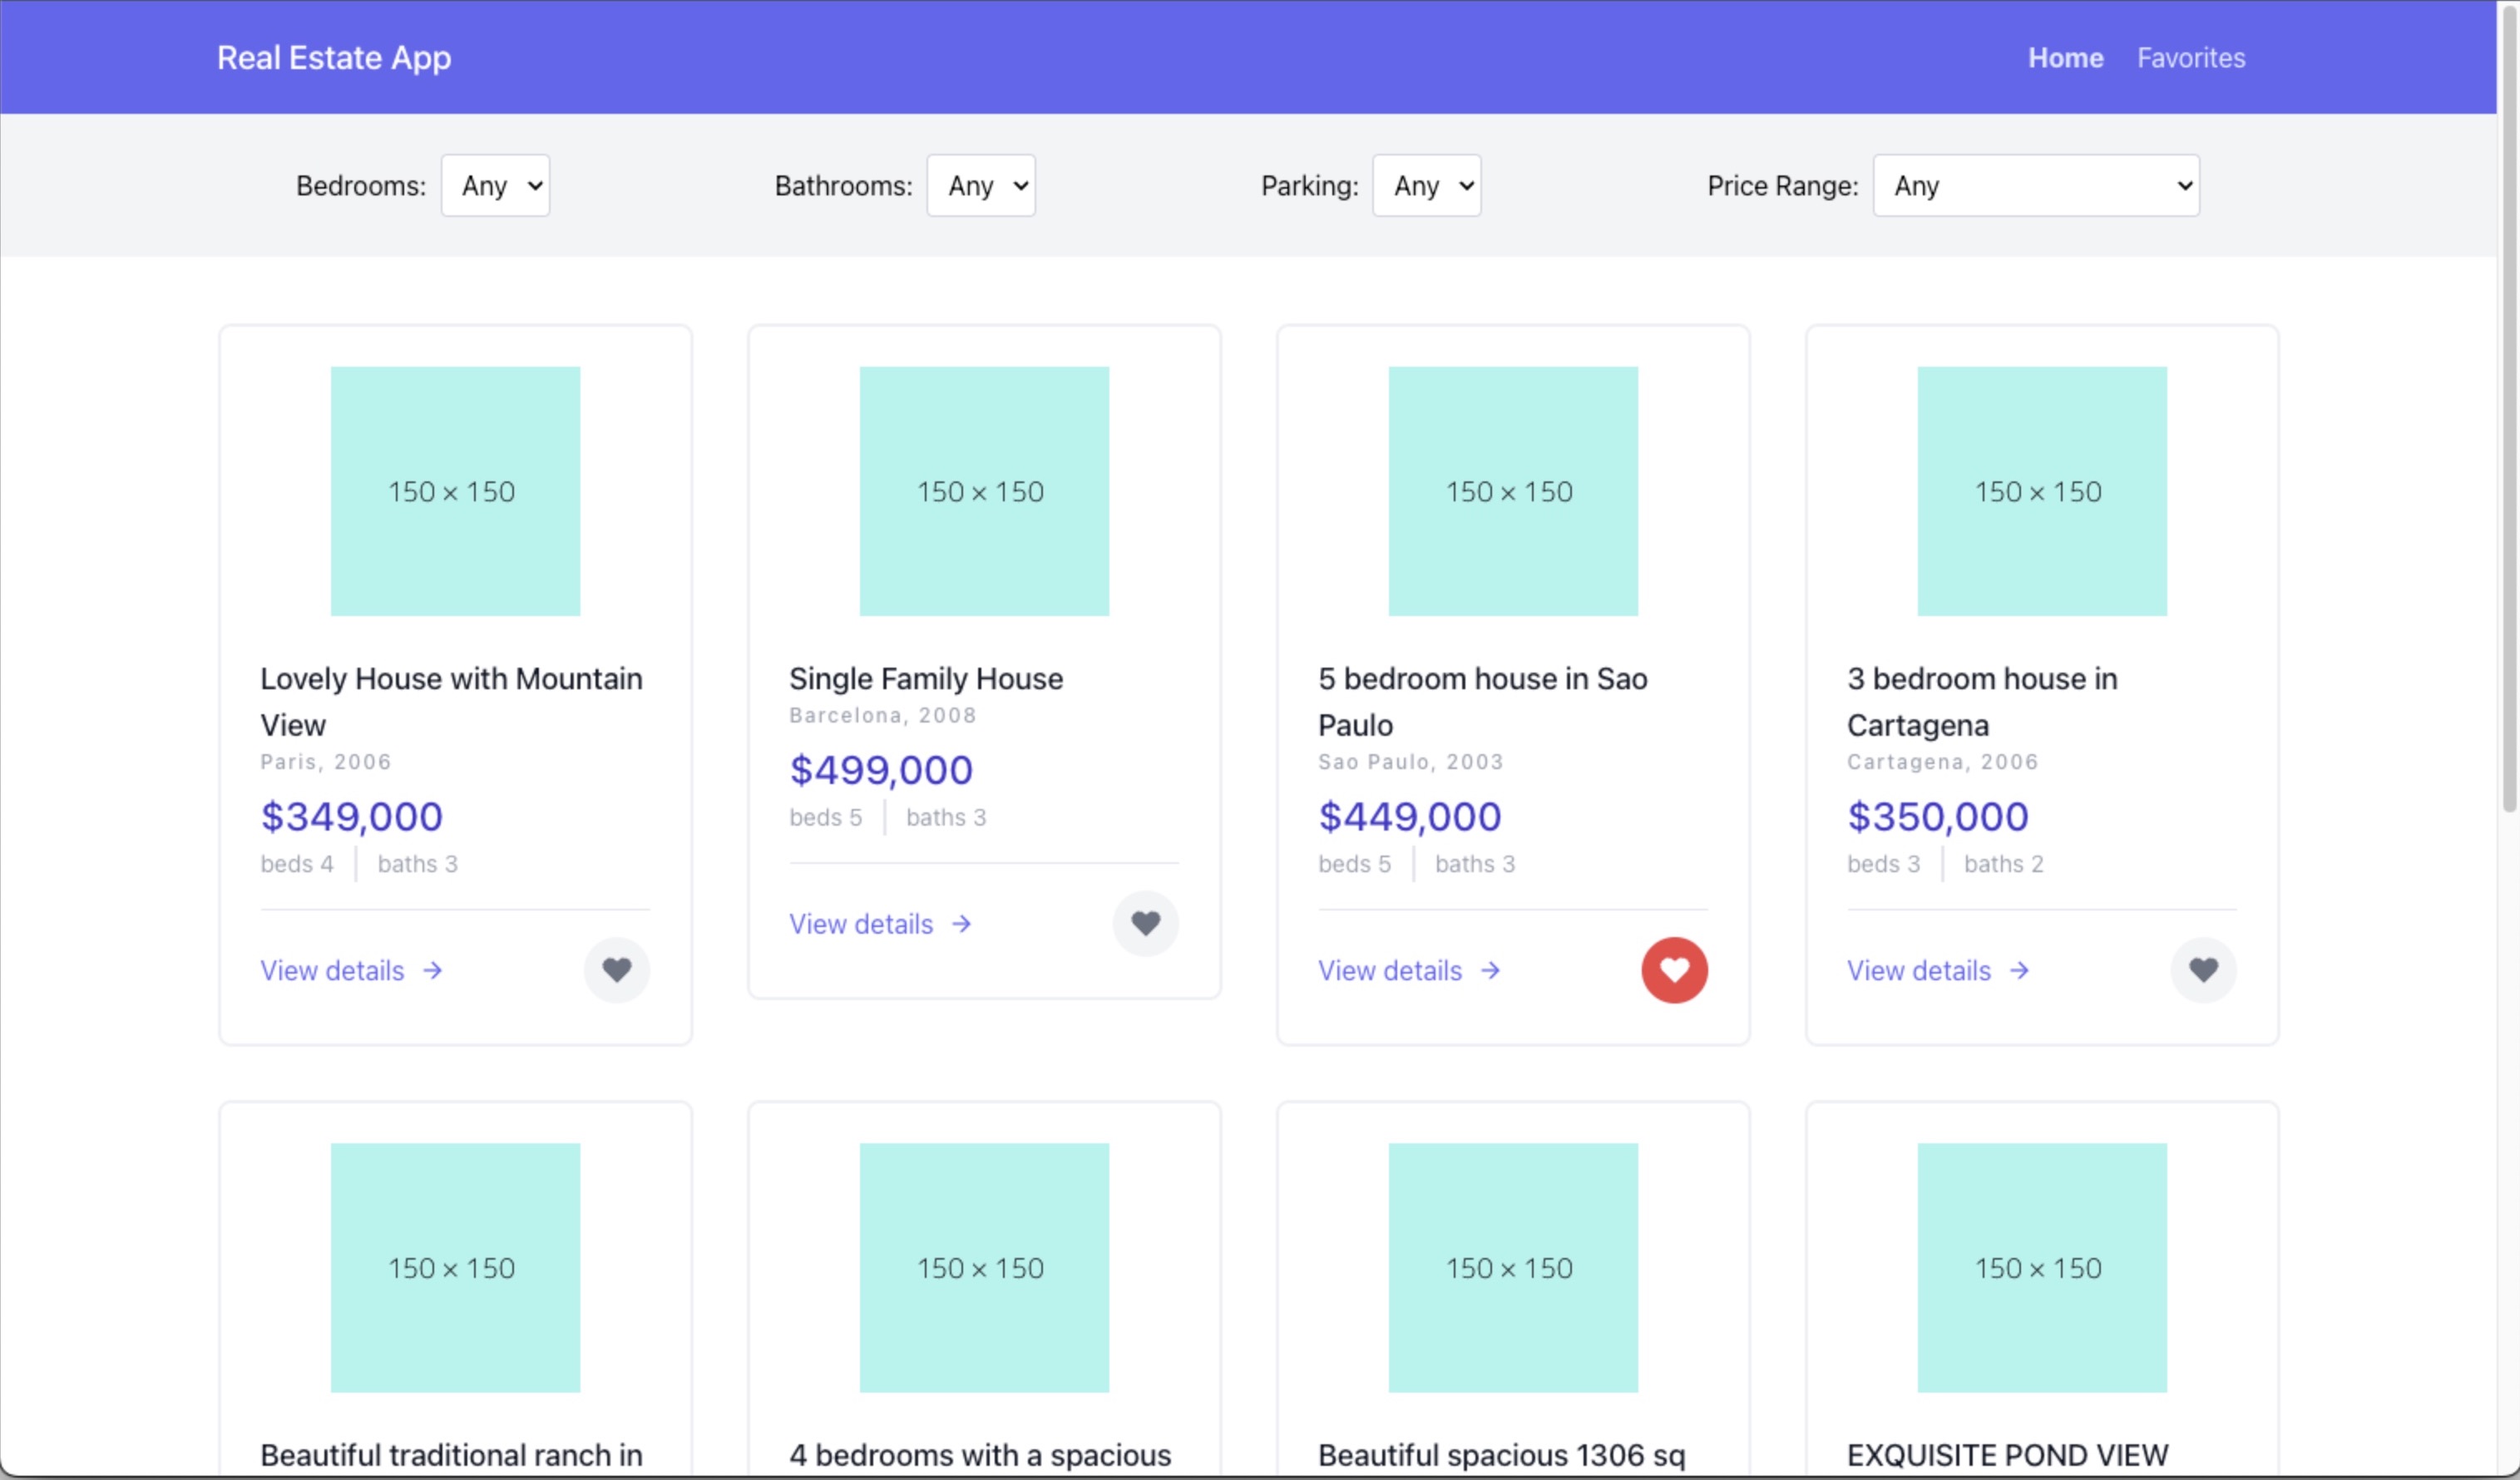 Real Estate App
Home Favorites
Bedrooms: Any Bathrooms: Any Parking: Any Price Range: Any
150 × 150
Lovely House with Mountain
View
Paris, 2006
$349,000
beds 4 baths 3
View details →
150 × 150
Single Family House
Barcelona, 2008
$499,000
beds 5 baths 3
View details →
150 × 150
5 bedroom house in Sao
Paulo
Sao Paulo, 2003
$449,000
beds 5 baths 3
View details →
150 × 150
3 bedroom house in
Cartagena
Cartagena, 2006
$350,000
beds 3 baths 2
View details →
150 × 150
Beautiful traditional ranch in
150 × 150
4 bedrooms with a spacious
150 × 150
Beautiful spacious 1306 sq
150 × 150
EXQUISITE POND VIEW